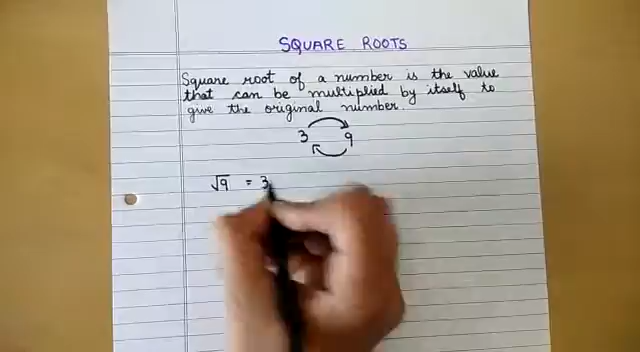 SQUARE ROOTS
Square root of a number is the value
that can be multiplied by itself to
give the original number.
3 9
√9 = 3